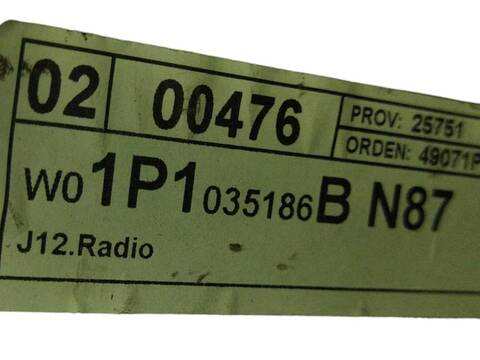 02 00476 PROV: 25751
ORDEN: 49071P
W0 1P1 035186 B N87
J12.Radio